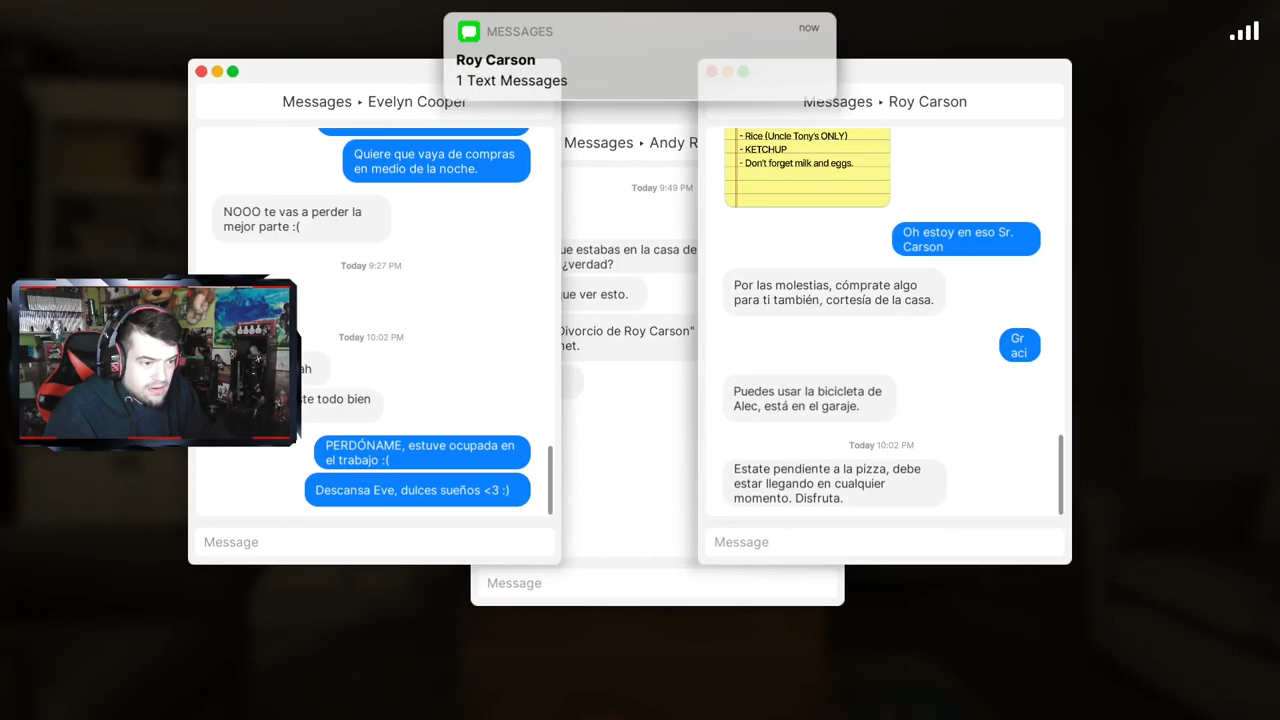 MESSAGES
now
Roy Carson
1 Text Messages
Messages ‣ Evelyn Cooper
Quiere que vaya de compras
en medio de la noche.
NOOO te vas a perder la
mejor parte :(
Today 9:27 PM
Today 10:02 PM
ste todo bien
PERDÓNAME, estuve ocupada en
el trabajo :(
Descansa Eve, dulces sueños <3 :)
Message
Messages ‣ Andy R
Today 9:49 PM
ue estabas en la casa de
¿verdad?
ue ver esto.
Divorcio de Roy Carson"
net.
Message
Messages ‣ Roy Carson
- Rice (Uncle Tony's ONLY)
- KETCHUP
- Don't forget milk and eggs.
Oh estoy en eso Sr.
Carson
Por las molestias, cómprate algo
para ti también, cortesía de la casa.
Gr
aci
Puedes usar la bicicleta de
Alec, está en el garaje.
Today 10:02 PM
Estate pendiente a la pizza, debe
estar llegando en cualquier
momento. Disfruta.
Message